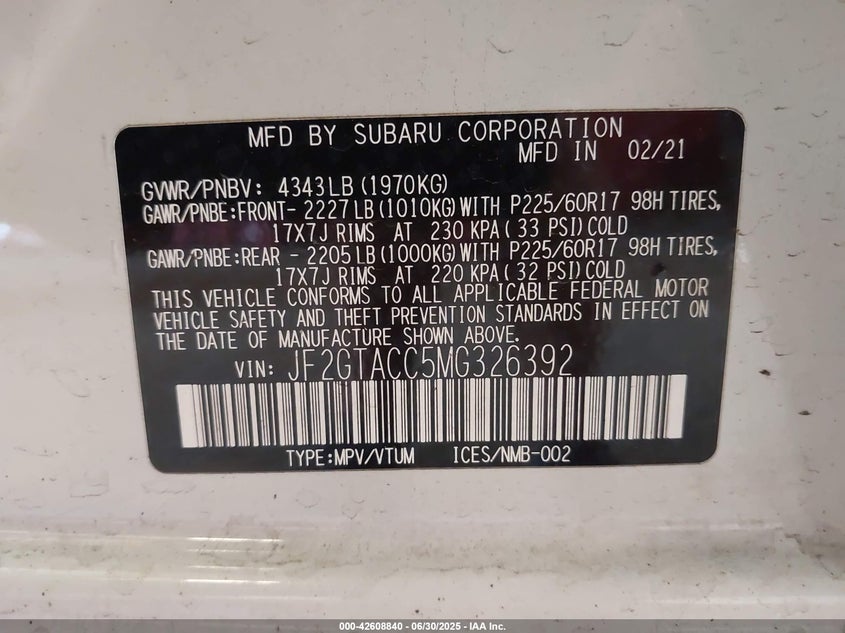 MFD BY SUBARU CORPORATION
MFD IN 02/21
GVWR/PNBV: 4343LB(1970KG)
GAWR/PNBE:FRONT- 2227LB(1010KG)WITH P225/60R17 98H TIRES,
17X7J RIMS AT 230 KPA( 33 PSI)COLD
GAWR/PNBE:REAR - 2205LB(1000KG)WITH P225/60R17 98H TIRES,
17X7J RIMS AT 220 KPA( 32 PSI)COLD
THIS VEHICLE CONFORMS TO ALL APPLICABLE FEDERAL MOTOR
VEHICLE SAFETY AND THEFT PREVENTION STANDARDS IN EFFECT ON
THE DATE OF MANUFACTURE SHOWN ABOVE.
VIN: JF2GTACC5MG326392
TYPE:MPV/VTUM ICES/NMB-002
000-42608840 - 06/30/2025 - IAA Inc.